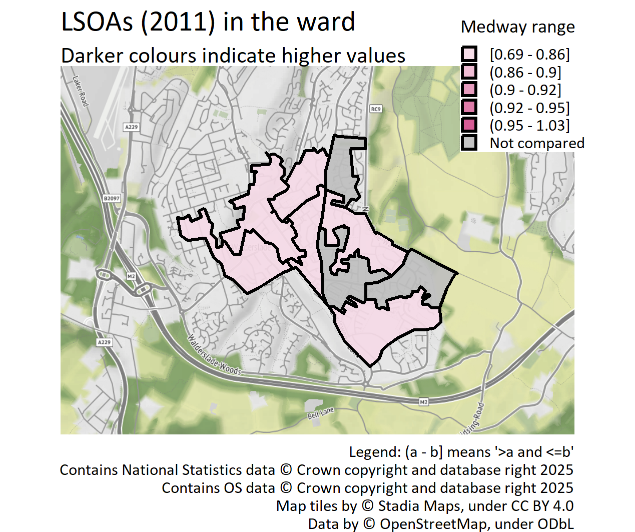 LSOAs (2011) in the ward
Darker colours indicate higher values
Medway range
[0.69 - 0.86]
(0.86 - 0.9]
(0.9 - 0.92]
(0.92 - 0.95]
(0.95 - 1.03]
Not compared
Laker Road
A229
RC9
B2097
M2
A229
Walderslade Woods
Bell Lane
M2
Legend: (a - b] means '>a and <=b'
Contains National Statistics data © Crown copyright and database right 2025
Contains OS data © Crown copyright and database right 2025
Map tiles by © Stadia Maps, under CC BY 4.0
Data by © OpenStreetMap, under ODbL